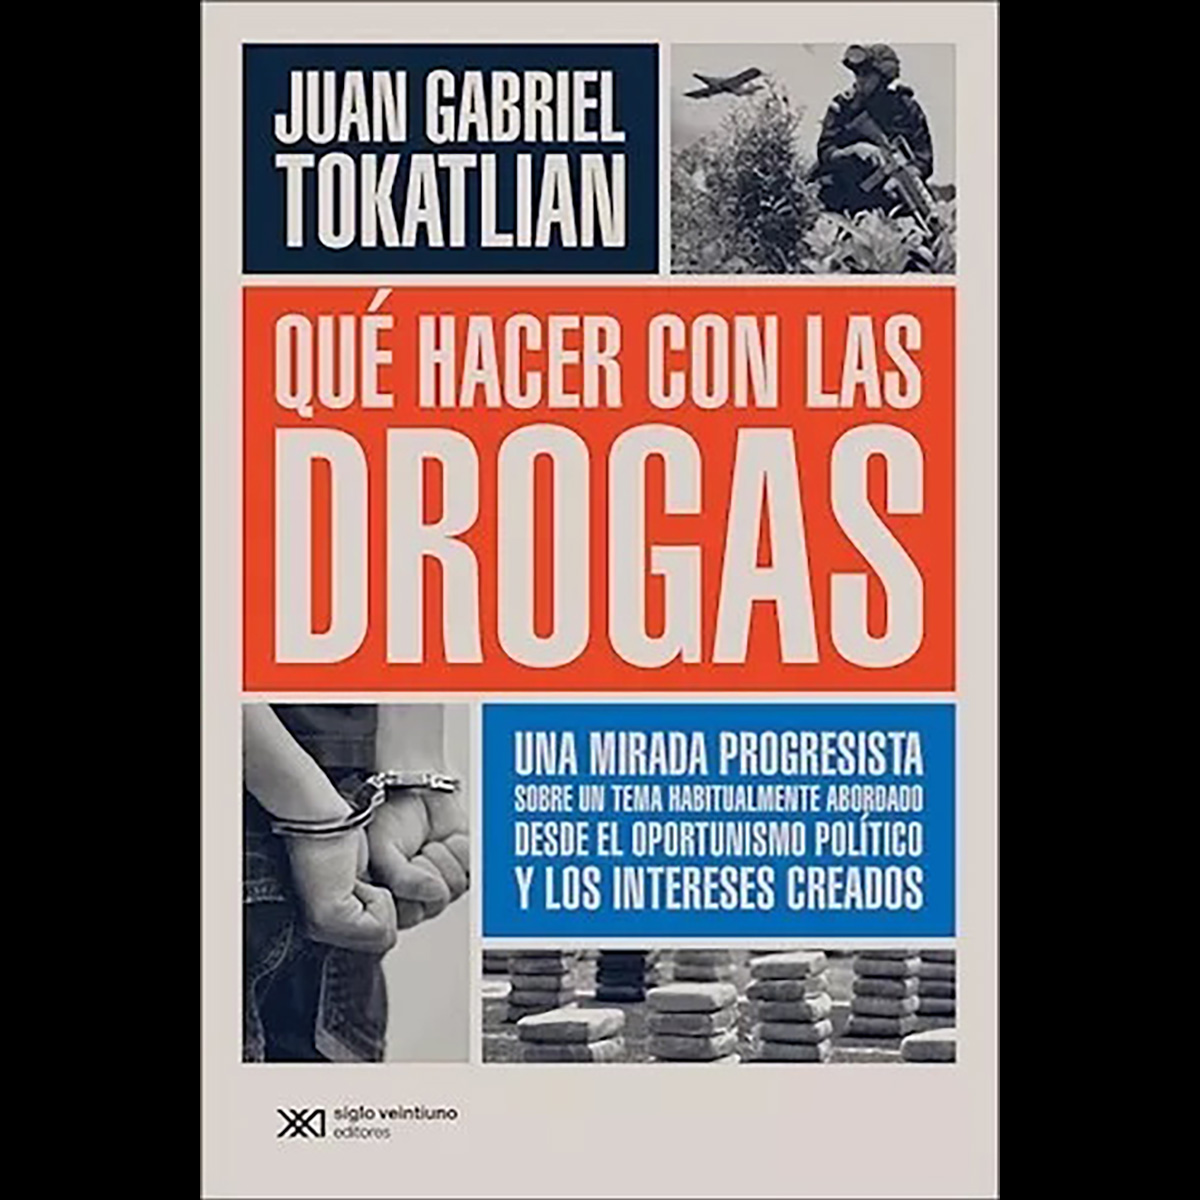 JUAN GABRIEL
TOKATLIAN
QUÉ HACER CON LAS
DROGAS
UNA MIRADA PROGRESISTA
SOBRE UN TEMA HABITUALMENTE ABORDADO
DESDE EL OPORTUNISMO POLÍTICO
Y LOS INTERESES CREADOS
XXI siglo veintiuno
editores